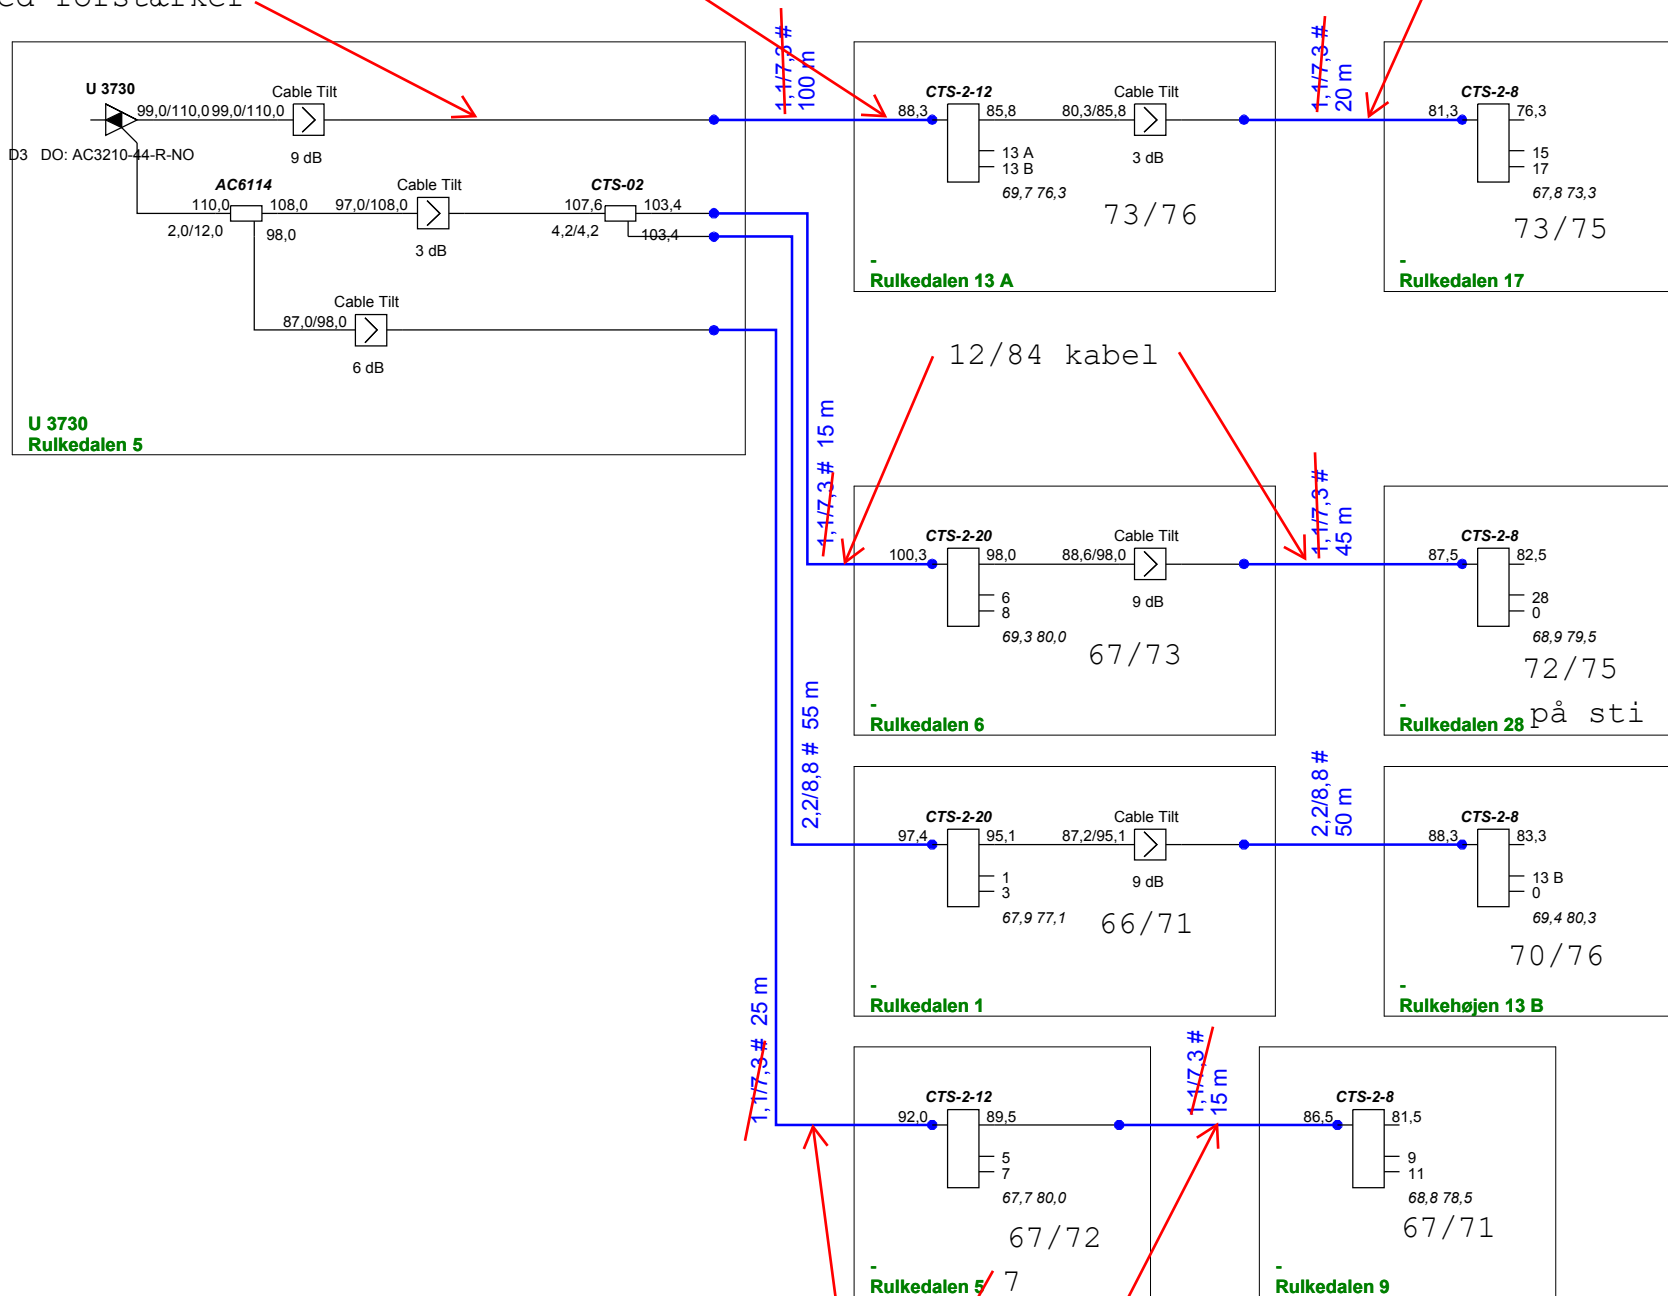 ed forstærker
U 3730
99,0/110,0 99,0/110,0
Cable Tilt
9 dB
D3 DO: AC3210-44-R-NO
AC6114
110,0
108,0
2,0/12,0
98,0
97,0/108,0
Cable Tilt
3 dB
CTS-02
107,6
103,4
4,2/4,2
103,4
87,0/98,0
Cable Tilt
6 dB
U 3730
Rulkedalen 5
1,1/7,3 #
100 m
CTS-2-12
88,3
85,8
80,3/85,8
Cable Tilt
3 dB
13 A
13 B
69,7 76,3
73/76
-
Rulkedalen 13 A
1,1/7,3 #
20 m
CTS-2-8
81,3
76,3
15
17
67,8 73,3
73/75
-
Rulkedalen 17
12/84 kabel
1,1/7,3 # 15 m
CTS-2-20
100,3
98,0
88,6/98,0
Cable Tilt
9 dB
6
8
69,3 80,0
67/73
-
Rulkedalen 6
1,1/7,3 #
45 m
CTS-2-8
87,5
82,5
28
0
68,9 79,5
72/75
på sti
-
Rulkedalen 28
2,2/8,8 # 55 m
CTS-2-20
97,4
95,1
87,2/95,1
Cable Tilt
9 dB
1
3
67,9 77,1
66/71
-
Rulkedalen 1
2,2/8,8 #
50 m
CTS-2-8
88,3
83,3
13 B
0
69,4 80,3
70/76
-
Rulkehøjen 13 B
1,1/7,3 # 25 m
CTS-2-12
92,0
89,5
5
7
67,7 80,0
67/72
-
Rulkedalen 5
7
1,1/7,3 #
15 m
CTS-2-8
86,5
81,5
9
11
68,8 78,5
67/71
-
Rulkedalen 9